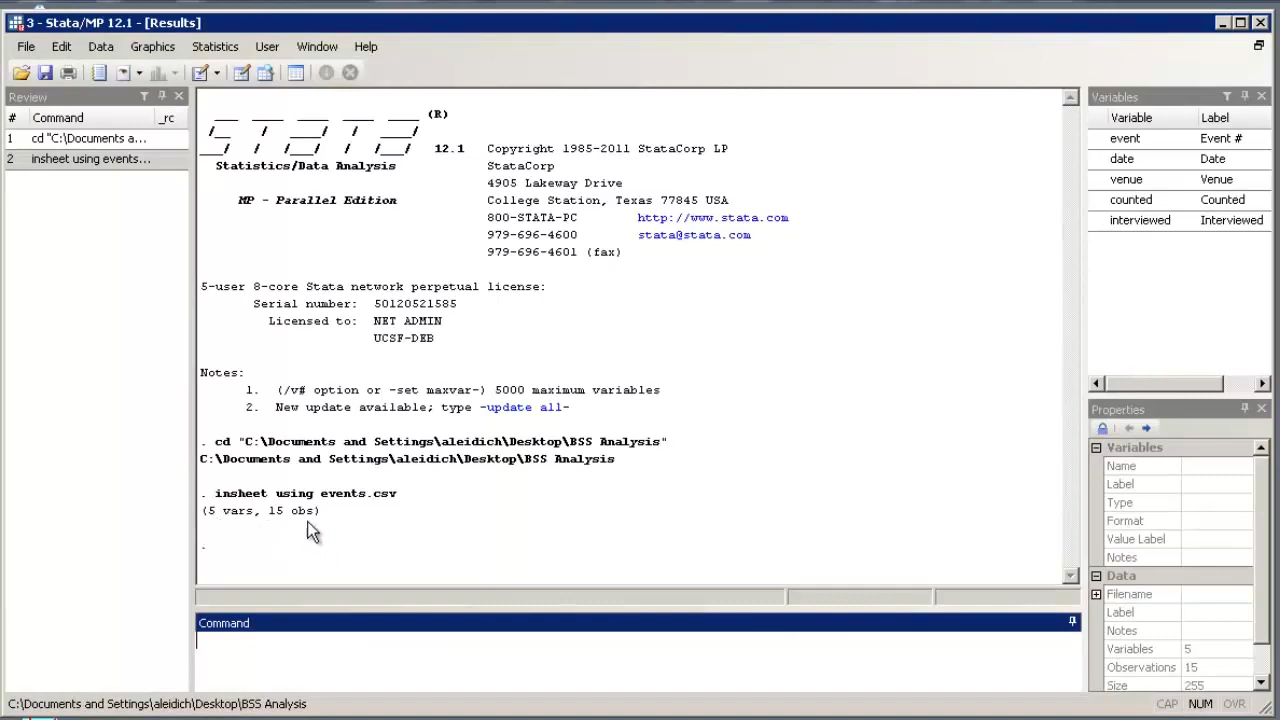 3 - Stata/MP 12.1 - [Results]
File Edit Data Graphics Statistics User Window Help
Review
# Command _rc
1 cd "C:\Documents a...
2 insheet using events...
(R)
STATA
12.1 Copyright 1985-2011 StataCorp LP
Statistics/Data Analysis StataCorp
4905 Lakeway Drive
MP - Parallel Edition College Station, Texas 77845 USA
800-STATA-PC http://www.stata.com
979-696-4600 stata@stata.com
979-696-4601 (fax)
5-user 8-core Stata network perpetual license:
Serial number: 50120521585
Licensed to: NET ADMIN
UCSF-DEB
Notes:
1. (/v# option or -set maxvar-) 5000 maximum variables
2. New update available; type -update all-
. cd "C:\Documents and Settings\aleidich\Desktop\BSS Analysis"
C:\Documents and Settings\aleidich\Desktop\BSS Analysis
. insheet using events.csv
(5 vars, 15 obs)
.
Command
Variables
Variable Label
event Event #
date Date
venue Venue
counted Counted
interviewed Interviewed
Properties
Variables
Name
Label
Type
Format
Value Label
Notes
Data
Filename
Label
Notes
Variables 5
Observations 15
Size 255
C:\Documents and Settings\aleidich\Desktop\BSS Analysis
CAP NUM OVR